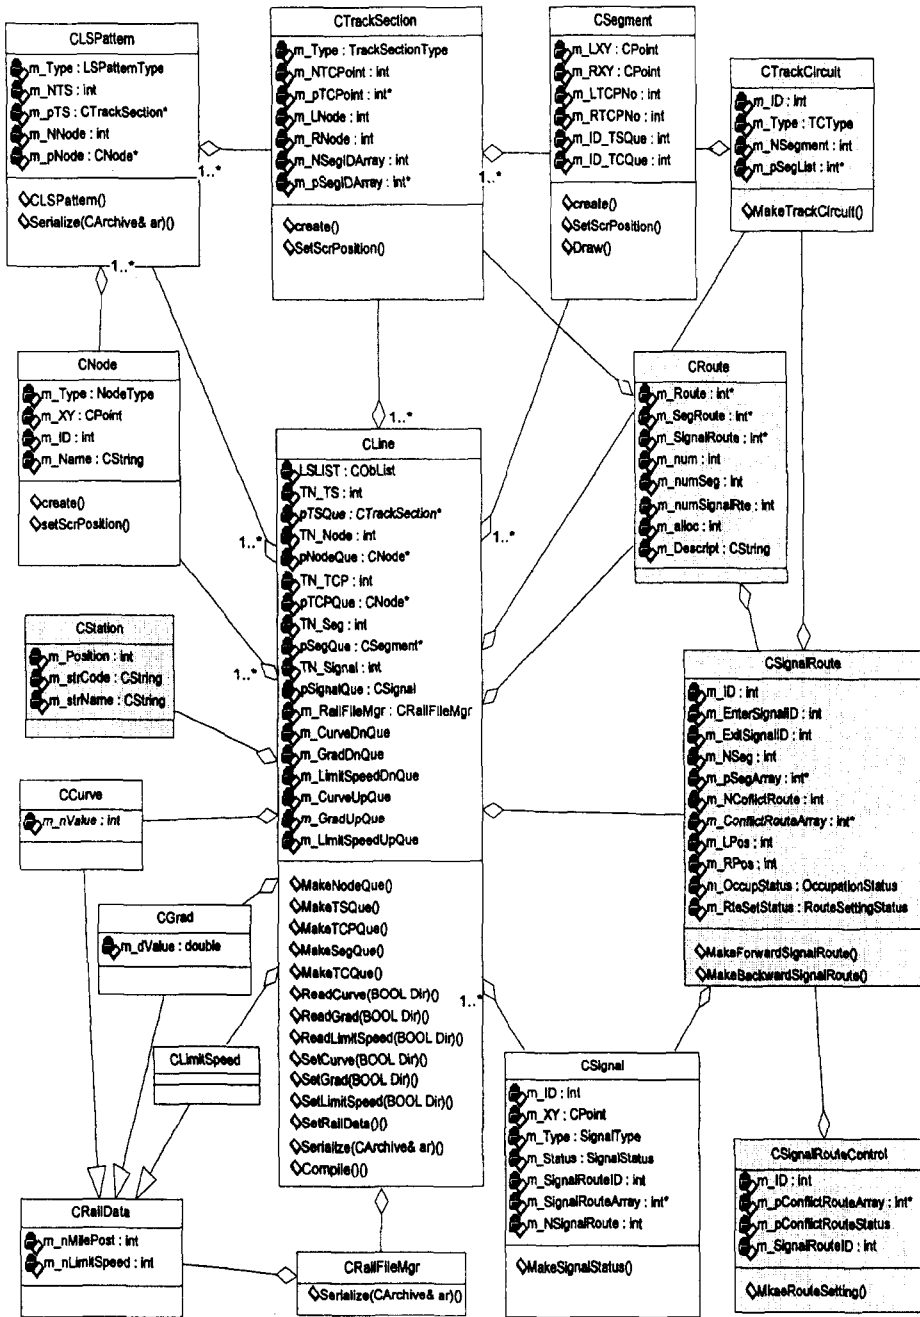 CLSPattern
m_Type : LSPatternType
m_NTS : int
m_pTS : CTrackSection*
m_NNode : int
m_pNode : CNode*
CLSPattern()
Serialize(CArchive& ar)()
1..*
1..*
CTrackSection
m_Type : TrackSectionType
m_NTCPoint : int
m_pTCPoint : int*
m_LNode : int
m_RNode : int
m_NSegIDArray : int
m_pSegIDArray : int*
create()
SetScrPosition()
1..*
CSegment
m_LXY : CPoint
m_RXY : CPoint
m_LTCPNo : int
m_RTCPNo : int
m_ID_TSQue : int
m_ID_TCQue : int
create()
SetScrPosition()
Draw()
CTrackCircuit
m_ID : int
m_Type : TCType
m_NSegment : int
m_pSegList : int*
MakeTrackCircuit()
CNode
m_Type : NodeType
m_XY : CPoint
m_ID : int
m_Name : CString
create()
setScrPosition()
CRoute
m_Route : int*
m_SegRoute : int*
m_SignalRoute : int*
m_num : int
m_numSeg : int
m_numSignalRte : int
m_alloc : int
m_Descript : CString
1..*
1..*
1..*
1..*
CLine
LSLIST : CObList
TN_TS : int
pTSQue : CTrackSection*
TN_Node : int
pNodeQue : CNode*
TN_TCP : int
pTCPQue : CNode*
TN_Seg : int
pSegQue : CSegment*
TN_Signal : int
pSignalQue : CSignal
m_RailFileMgr : CRailFileMgr
m_CurveDnQue
m_GradDnQue
m_LimitSpeedDnQue
m_CurveUpQue
m_GradUpQue
m_LimitSpeedUpQue
MakeNodeQue()
MakeTSQue()
MakeTCPQue()
MakeSegQue()
MakeTCQue()
ReadCurve(BOOL Dir)()
ReadGrad(BOOL Dir)()
ReadLimitSpeed(BOOL Dir)()
SetCurve(BOOL Dir)()
SetGrad(BOOL Dir)()
SetLimitSpeed(BOOL Dir)()
SetRailData()()
Serialize(CArchive& ar)()
Compile()()
1..*
CStation
m_Position : int
m_strCode : CString
m_strName : CString
CCurve
m_nValue : int
CGrad
m_dValue : double
CLimitSpeed
CSignalRoute
m_ID : int
m_EnterSignalID : int
m_ExitSignalID : int
m_NSeg : int
m_pSegArray : int*
m_NCoflictRoute : int
m_ConflictRouteArray : int*
m_LPos : int
m_RPos : int
m_OccupStatus : OccupationStatus
m_RteSetStatus : RouteSettingStatus
MakeForwardSignalRoute()
MakeBackwardSignalRoute()
CSignal
m_ID : int
m_XY : CPoint
m_Type : SignalType
m_Status : SignalStatus
m_SignalRouteID : int
m_SignalRouteArray : int*
m_NSignalRoute : int
MakeSignalStatus()
CSignalRouteControl
m_ID : int
m_pConflictRouteArray : int*
m_pConflictRouteStatus
m_SignalRouteID : int
MkaeRouteSetting()
CRailData
m_nMilePost : int
m_nLimitSpeed : int
CRailFileMgr
Serialize(CArchive& ar)()